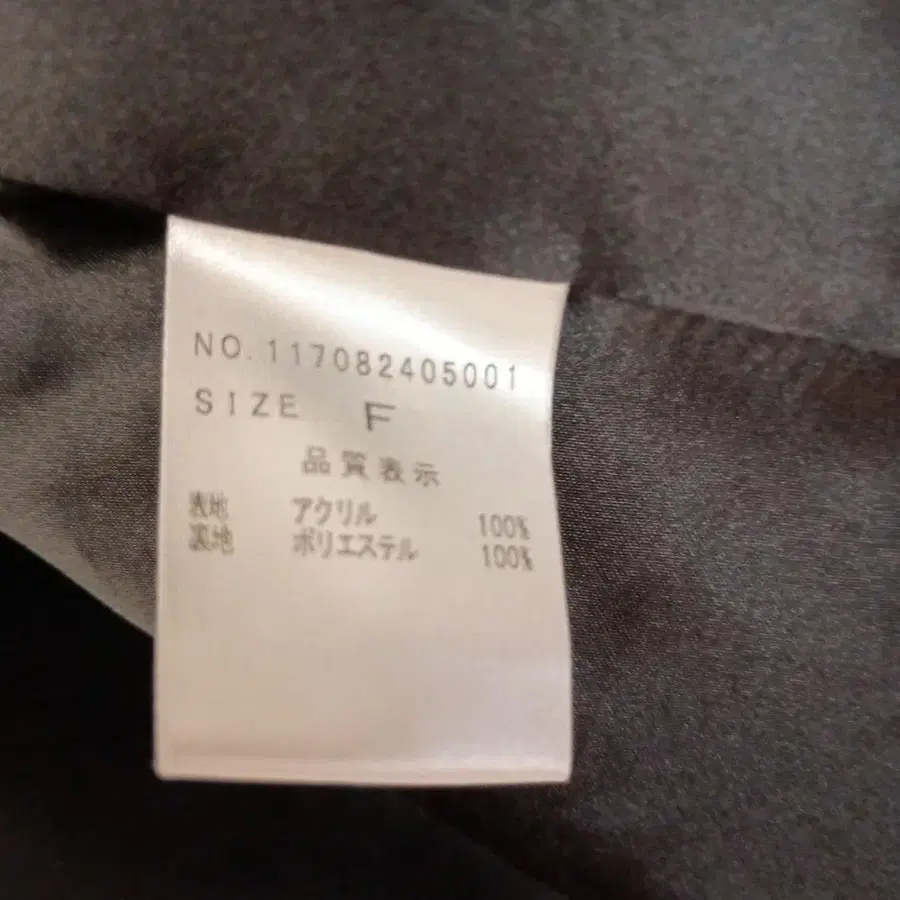 NO.117082405001
SIZE F
品質表示
表地 アクリル 100%
裏地 ポリエステル 100%